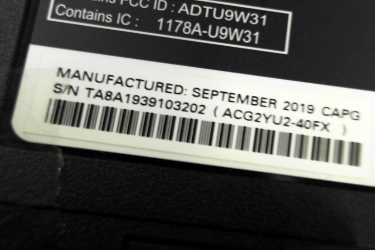 FCC ID : ADTU9W31
Contains IC : 1178A-U9W31
MANUFACTURED: SEPTEMBER 2019 CAPG
S/N TA8A1939103202 ( ACG2YU2-40FX )